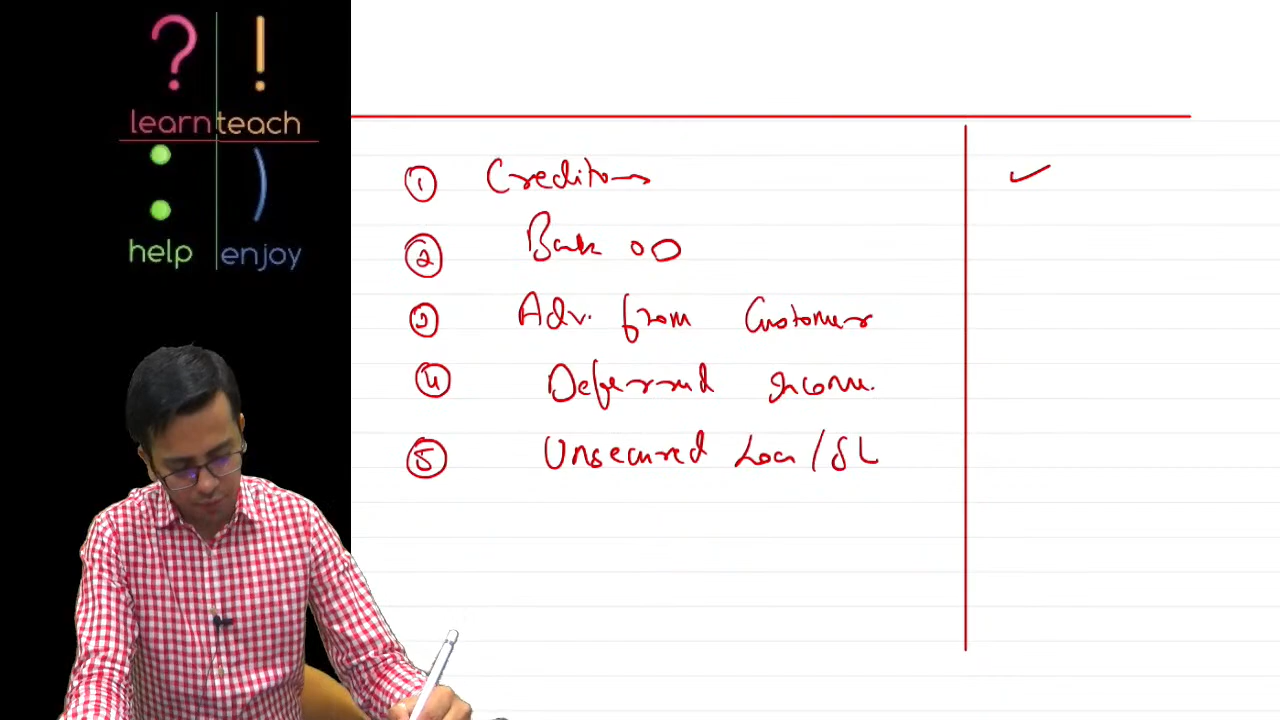 ? !
learn teach
: )
help enjoy
① Creditors ✓
② Bank OD
③ Adv. from Customer
④ Deferred Income.
⑤ Unsecured Loan / SL